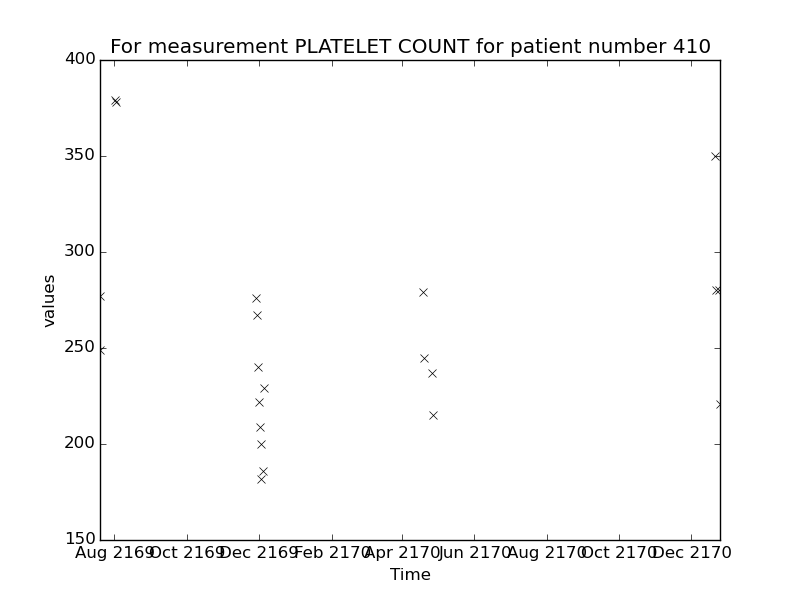 For measurement PLATELET COUNT for patient number 410
400
350
300
250
200
150
values
Aug 2169 Oct 2169 Dec 2169 Feb 2170 Apr 2170 Jun 2170 Aug 2170 Oct 2170 Dec 2170
Time